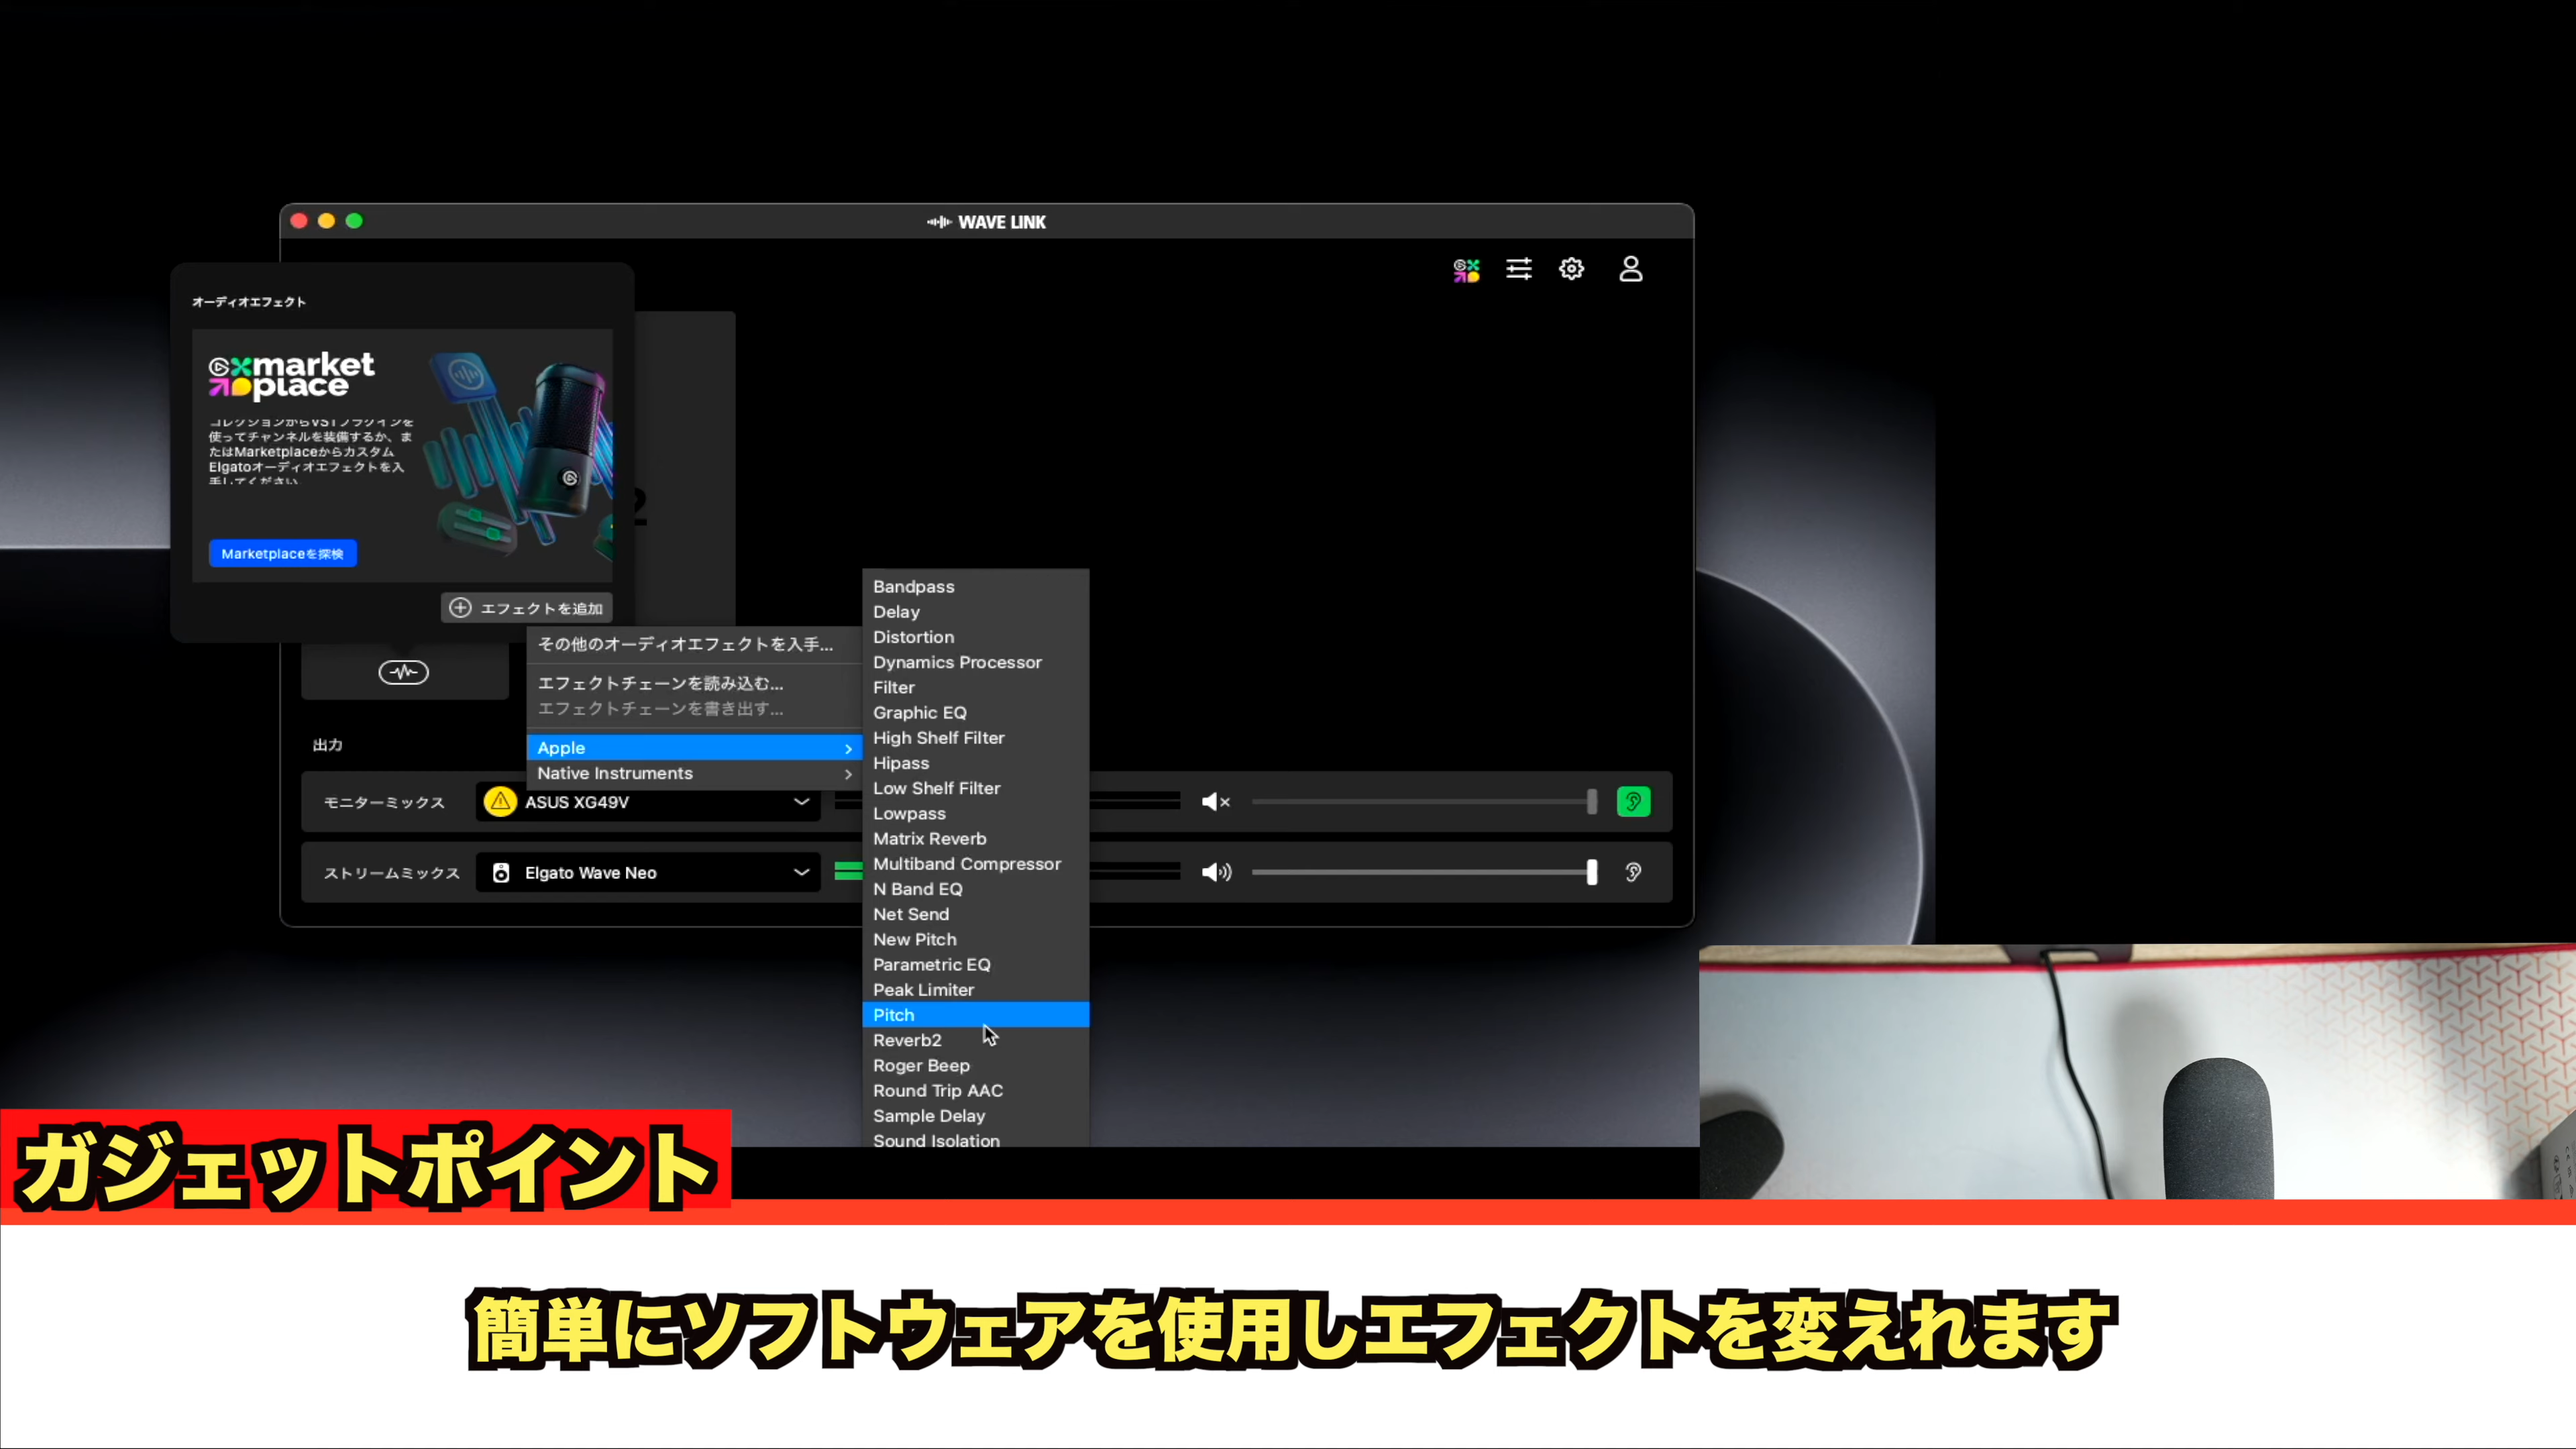 WAVE LINK
オーディオエフェクト
market
place
コレクションからVSTプラグインを
使ってチャンネルを装備するか、ま
たはMarketplaceからカスタム
Elgatoオーディオエフェクトを入
手してください
Marketplaceを探検
エフェクトを追加
その他のオーディオエフェクトを入手...
エフェクトチェーンを読み込む...
エフェクトチェーンを書き出す...
Apple
Native Instruments
Bandpass
Delay
Distortion
Dynamics Processor
Filter
Graphic EQ
High Shelf Filter
Hipass
Low Shelf Filter
Lowpass
Matrix Reverb
Multiband Compressor
N Band EQ
Net Send
New Pitch
Parametric EQ
Peak Limiter
Pitch
Reverb2
Roger Beep
Round Trip AAC
Sample Delay
Sound Isolation
2
出力
モニターミックス
ASUS XG49V
ストリームミックス
Elgato Wave Neo
ガジェットポイント
簡単にソフトウェアを使用しエフェクトを変えれます